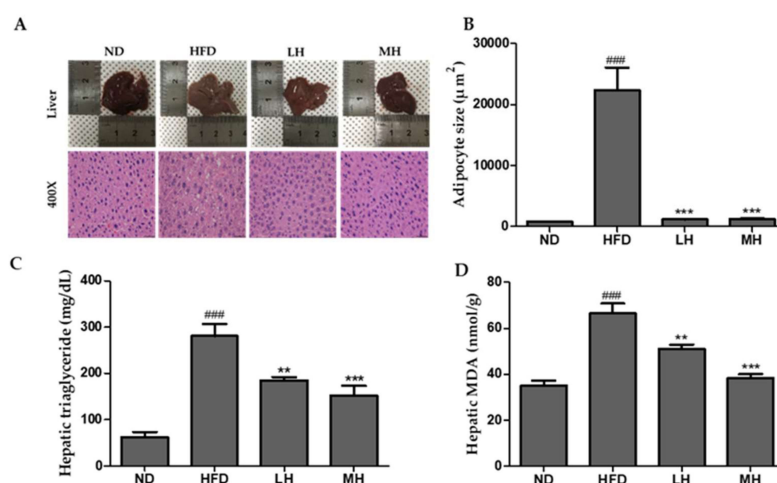 A
ND HFD LH MH
Liver
400X
B
Adipocyte size (µm²)
30000
20000
10000
0
###
***
***
ND HFD LH MH
C
Hepatic triaglyceride (mg/dL)
400
300
200
100
0
###
**
***
ND HFD LH MH
D
Hepatic MDA (nmol/g)
80
60
40
20
0
###
**
***
ND HFD LH MH